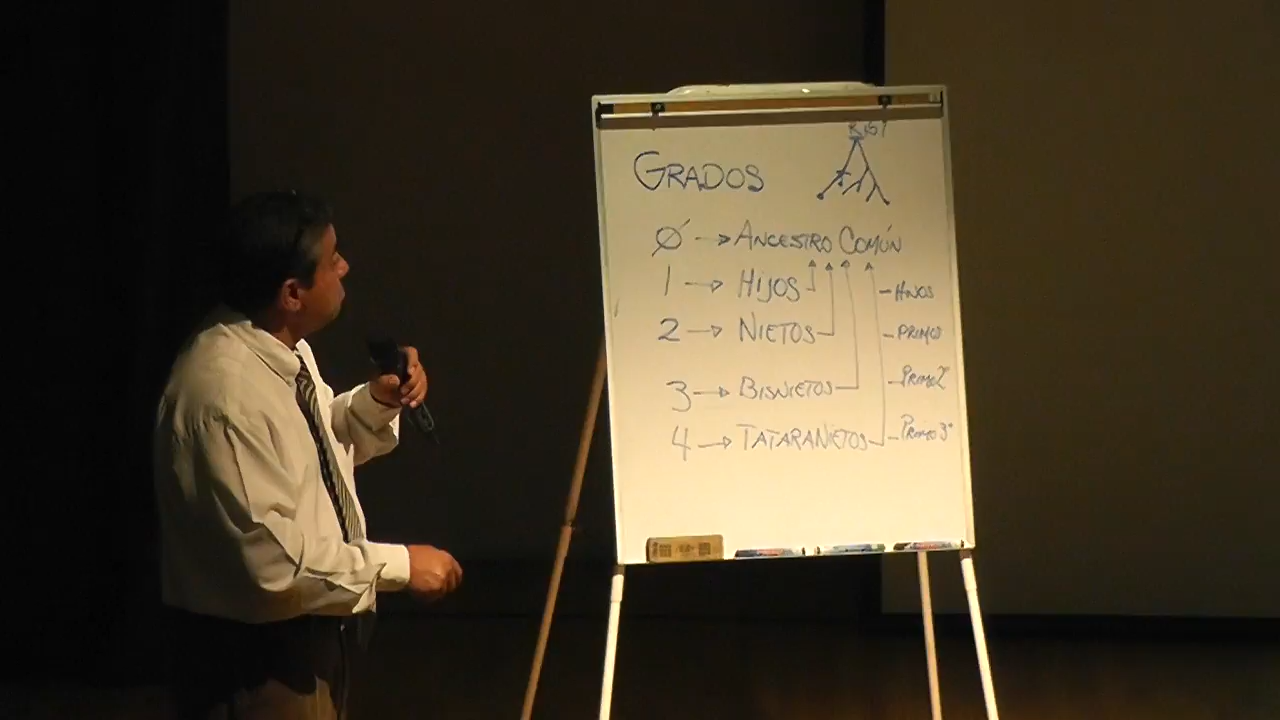 GRADOS
Ø → ANCESTRO COMÚN
1 → HIJOS - HNOS
2 → NIETOS - PRIMOS
3 → BISNIETOS - PRIMO 2°
4 → TATARANIETOS - PRIMO 3°